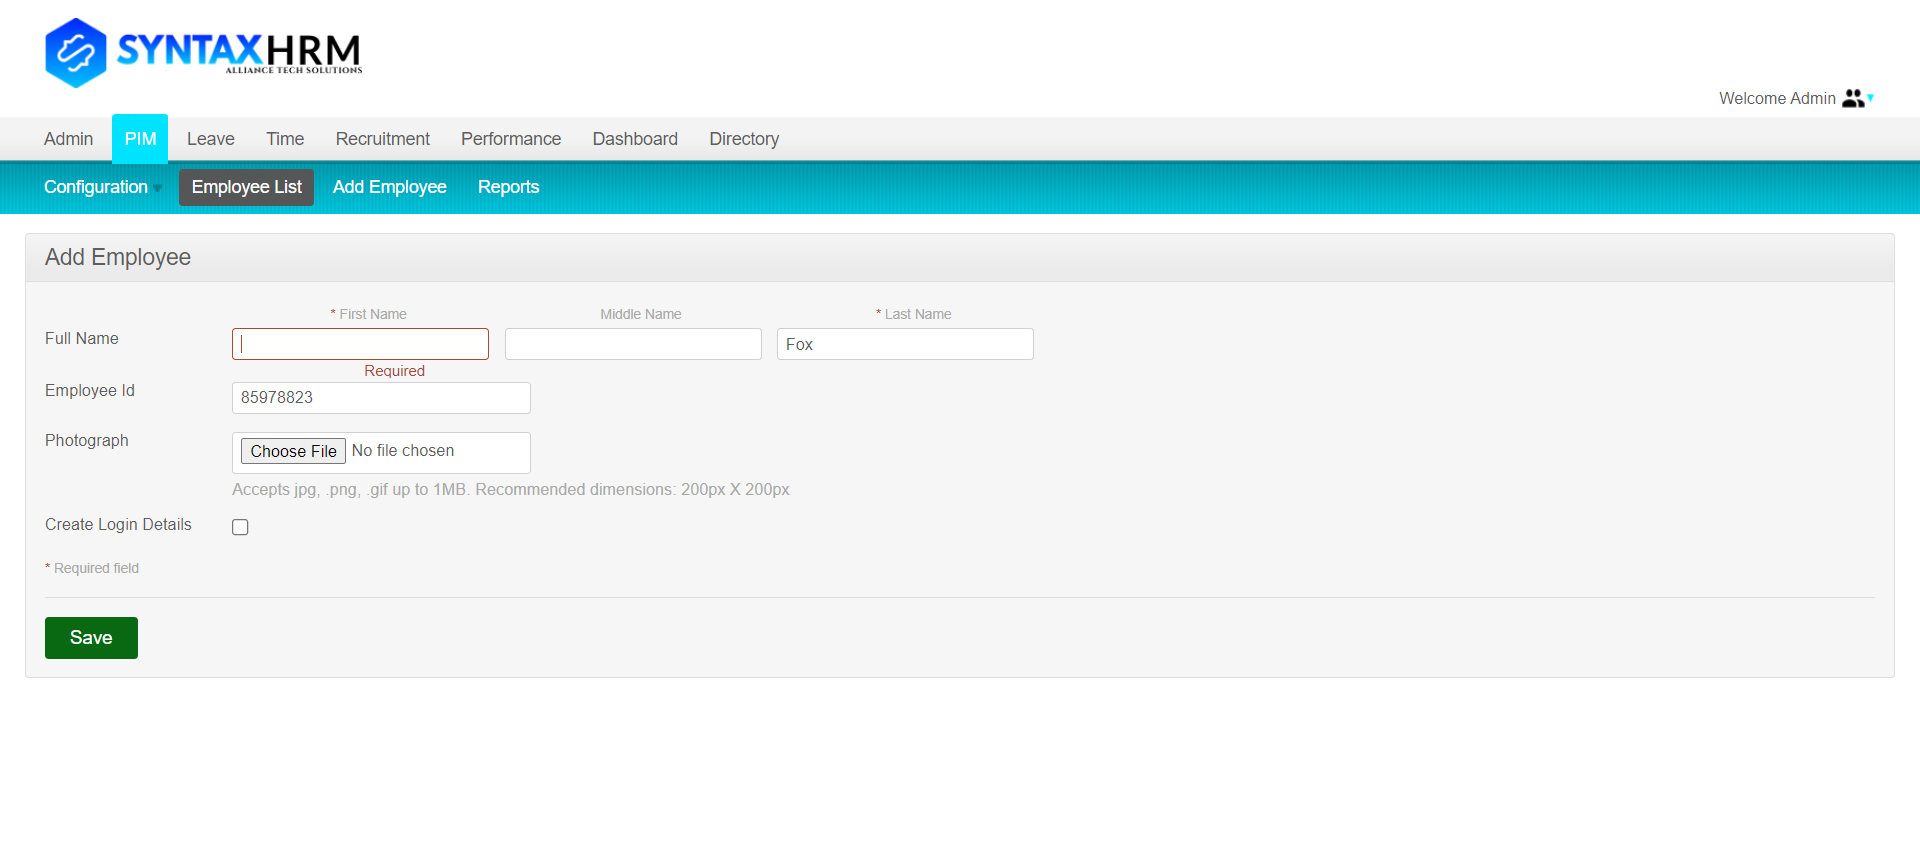 SYNTAXHRM
ALLIANCE TECH SOLUTIONS
Welcome Admin
Admin PIM Leave Time Recruitment Performance Dashboard Directory
Configuration Employee List Add Employee Reports
Add Employee
* First Name Middle Name * Last Name
Full Name Fox
Required
Employee Id 85978823
Photograph Choose File No file chosen
Accepts jpg, .png, .gif up to 1MB. Recommended dimensions: 200px X 200px
Create Login Details
* Required field
Save